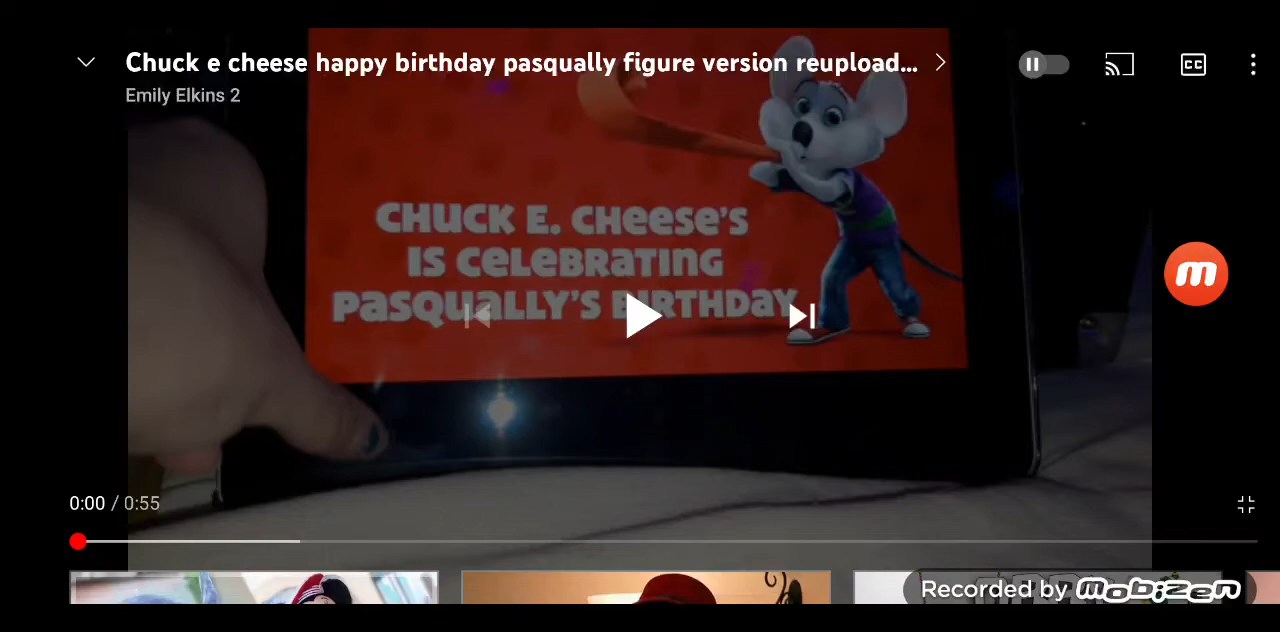 Chuck e cheese happy birthday pasqually figure version reupload...
Emily Elkins 2
CC
CHUCK E. CHEESE'S
IS CELEBRATING
PASQUALLY'S BIRTHDAY
m
0:00 / 0:55
Recorded by MOBIZEN